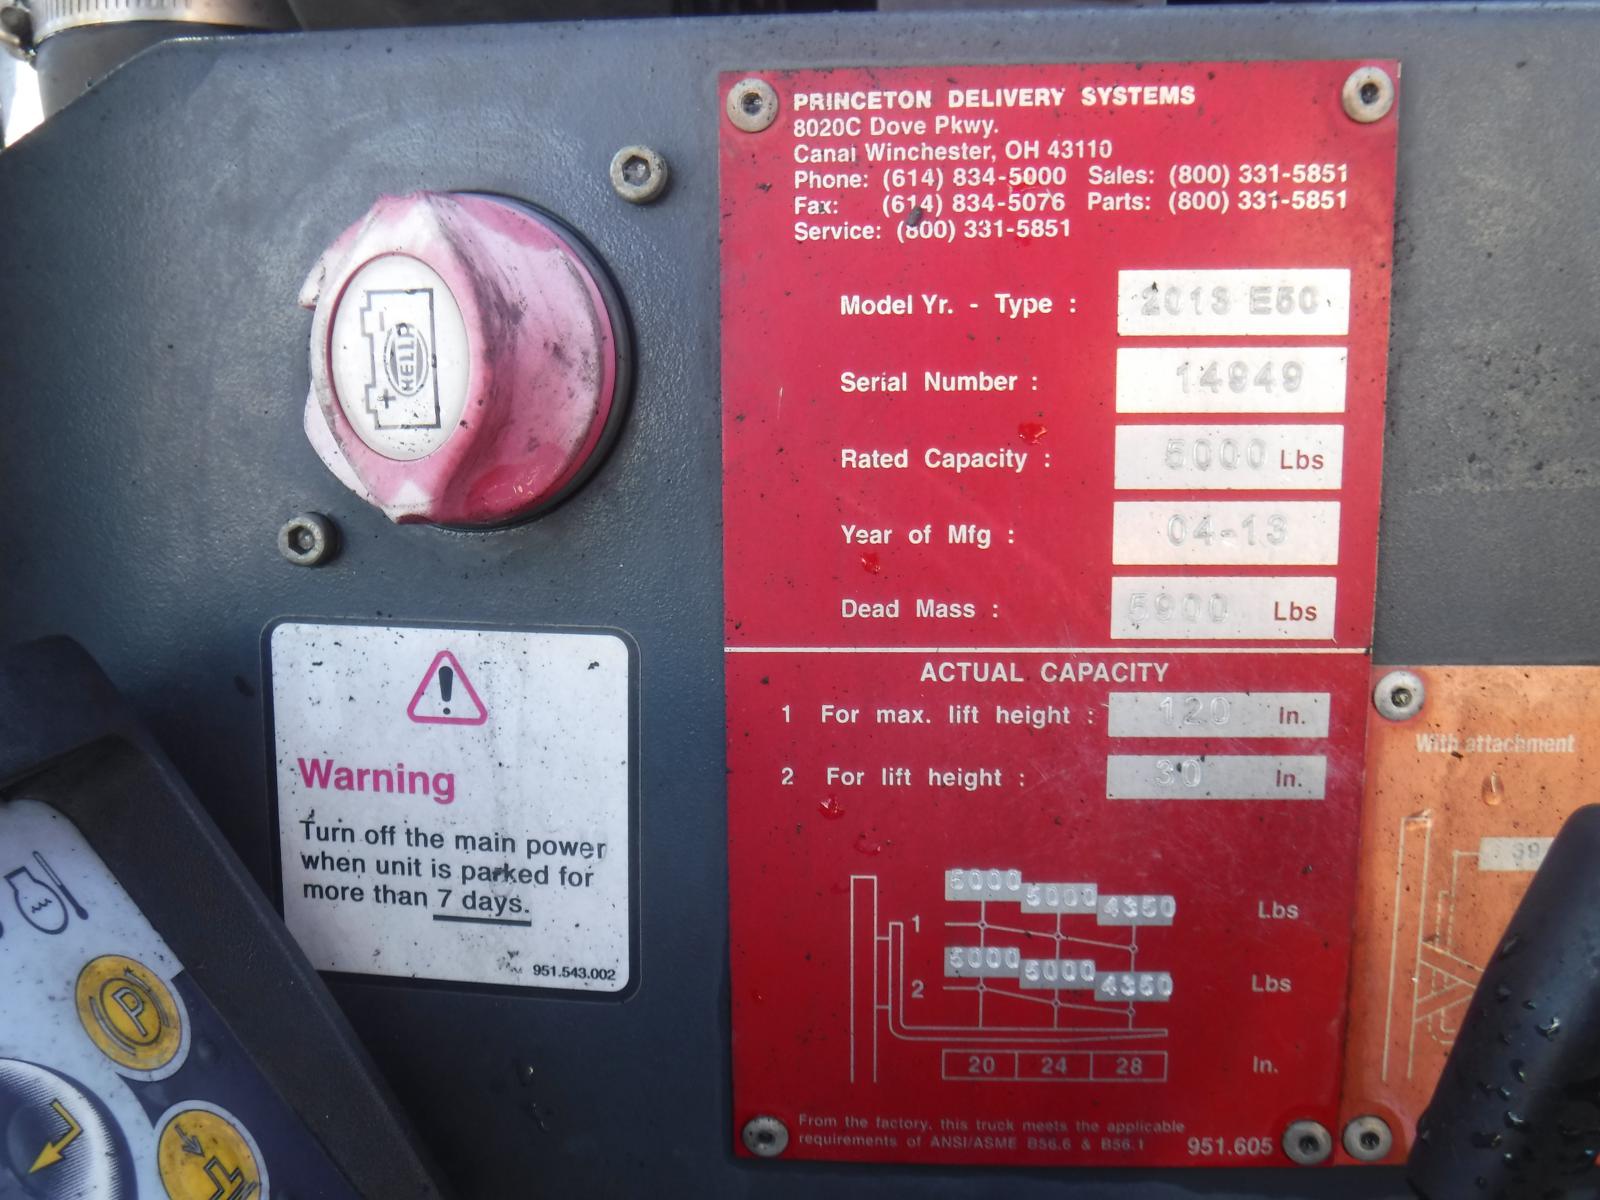 PRINCETON DELIVERY SYSTEMS
8020C Dove Pkwy.
Canal Winchester, OH 43110
Phone: (614) 834-5000 Sales: (800) 331-5851
Fax: (614) 834-5076 Parts: (800) 331-5851
Service: (800) 331-5851
Model Yr. - Type : 2013 E50
Serial Number : 14949
Rated Capacity : 5000 Lbs
Year of Mfg : 04-13
Dead Mass : 5900 Lbs
ACTUAL CAPACITY
1 For max. lift height : 120 In.
2 For lift height : 30 In.
5000 5000 4350
1 Lbs
5000 5000 4350
2 Lbs
20 24 28 In.
From the factory, this truck meets the applicable
requirements of ANSI/ASME B56.6 & B56.1 951.605
HELLA
Warning
Turn off the main power
when unit is parked for
more than 7 days.
951.543.002
P
With attachment
39